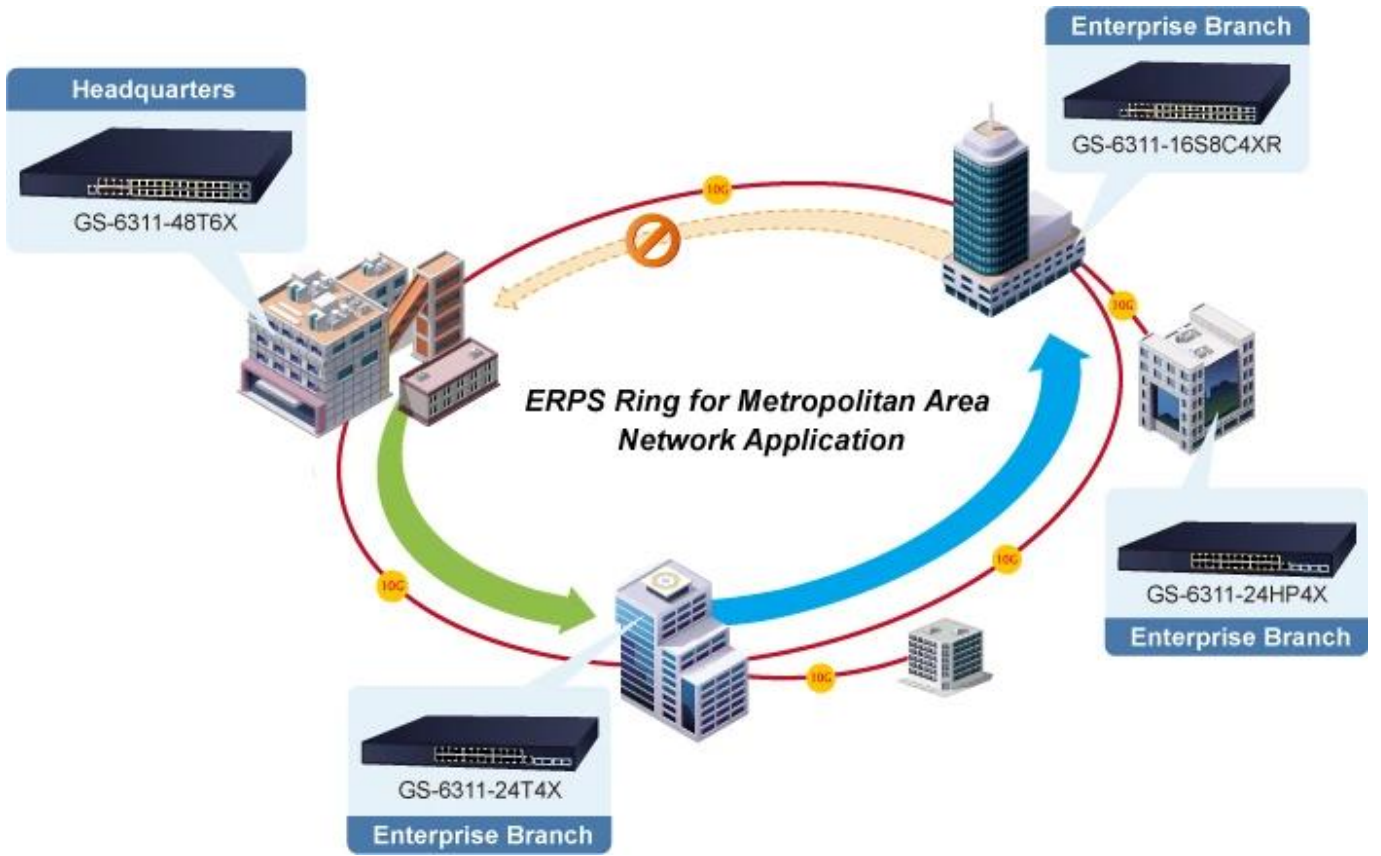 Enterprise Branch
GS-6311-16S8C4XR
Headquarters
GS-6311-48T6X
10G
10G
ERPS Ring for Metropolitan Area
Network Application
10G
10G
10G
GS-6311-24HP4X
Enterprise Branch
GS-6311-24T4X
Enterprise Branch